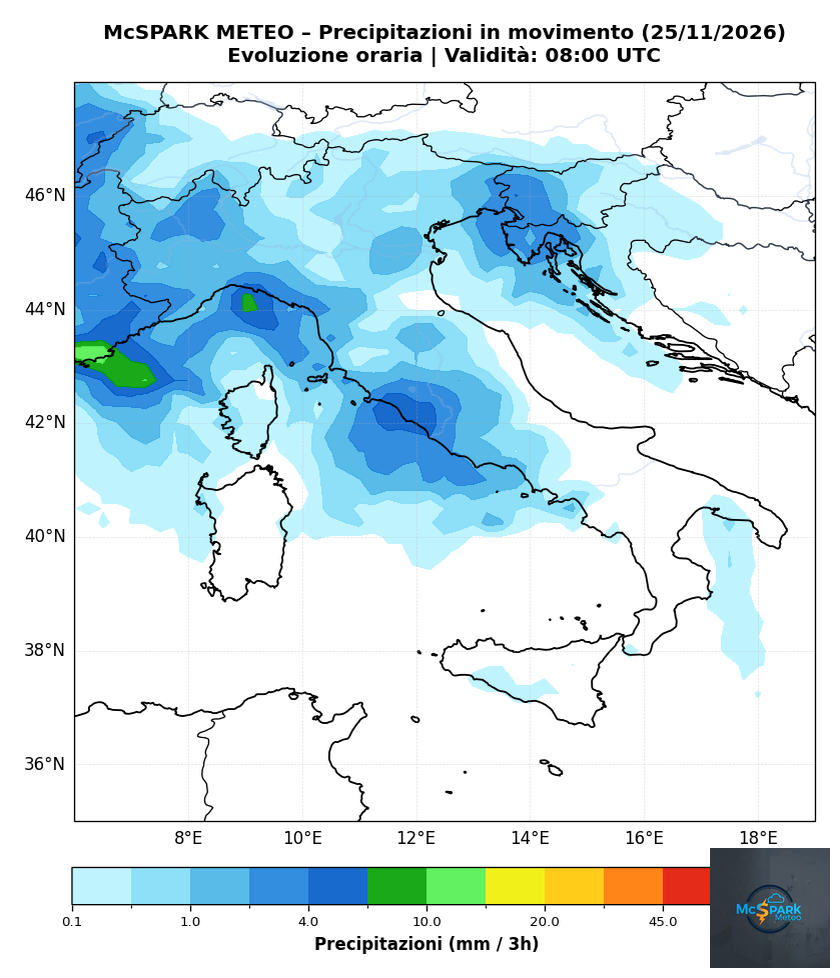 McSPARK METEO – Precipitazioni in movimento (25/11/2026)
Evoluzione oraria | Validità: 08:00 UTC
46°N
44°N
42°N
40°N
38°N
36°N
8°E 10°E 12°E 14°E 16°E 18°E
0.1 1.0 4.0 10.0 20.0 45.0
Precipitazioni (mm / 3h)
McSPARK
Meteo